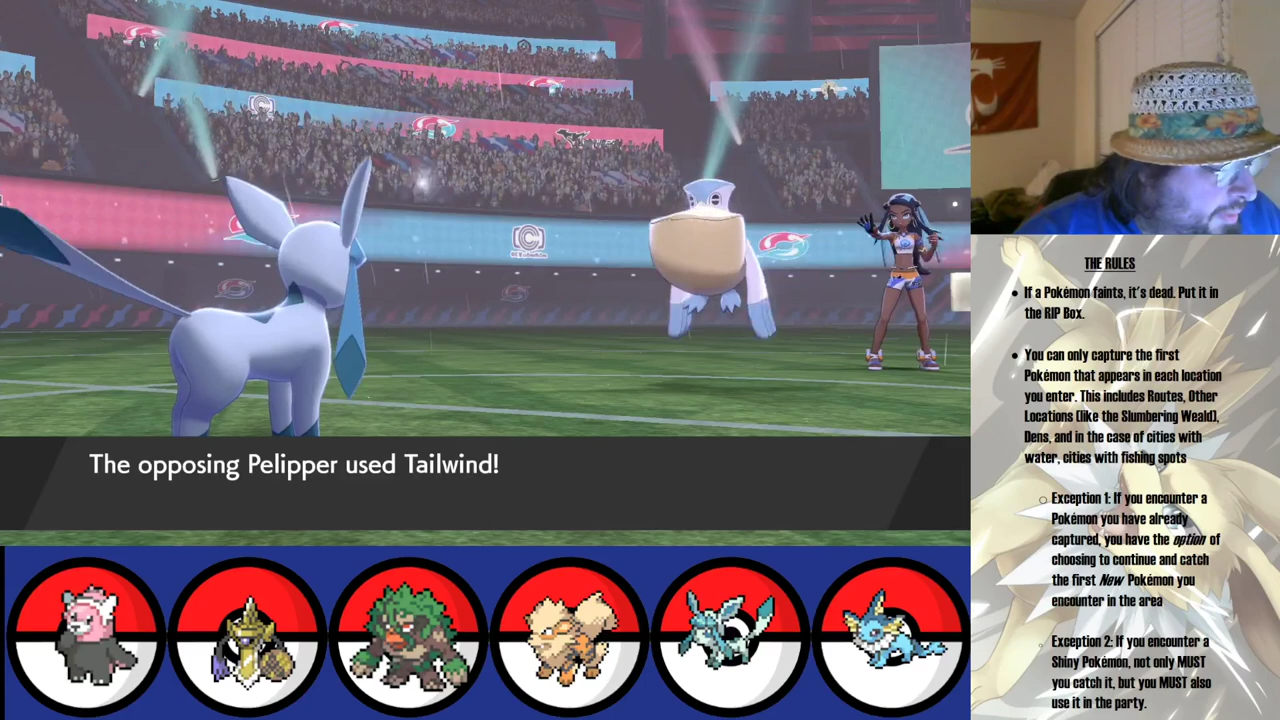 The opposing Pelipper used Tailwind!
THE RULES
• If a Pokémon faints, it's dead. Put it in
the RIP Box.
• You can only capture the first
Pokémon that appears in each location
you enter. This includes Routes, Other
Locations (like the Slumbering Weald),
Dens, and in the case of cities with
water, cities with fishing spots
○ Exception 1: If you encounter a
Pokémon you have already
captured, you have the option of
choosing to continue and catch
the first New Pokémon you
encounter in the area
○ Exception 2: If you encounter a
Shiny Pokémon, not only MUST
you catch it, but you MUST also
use it in the party.